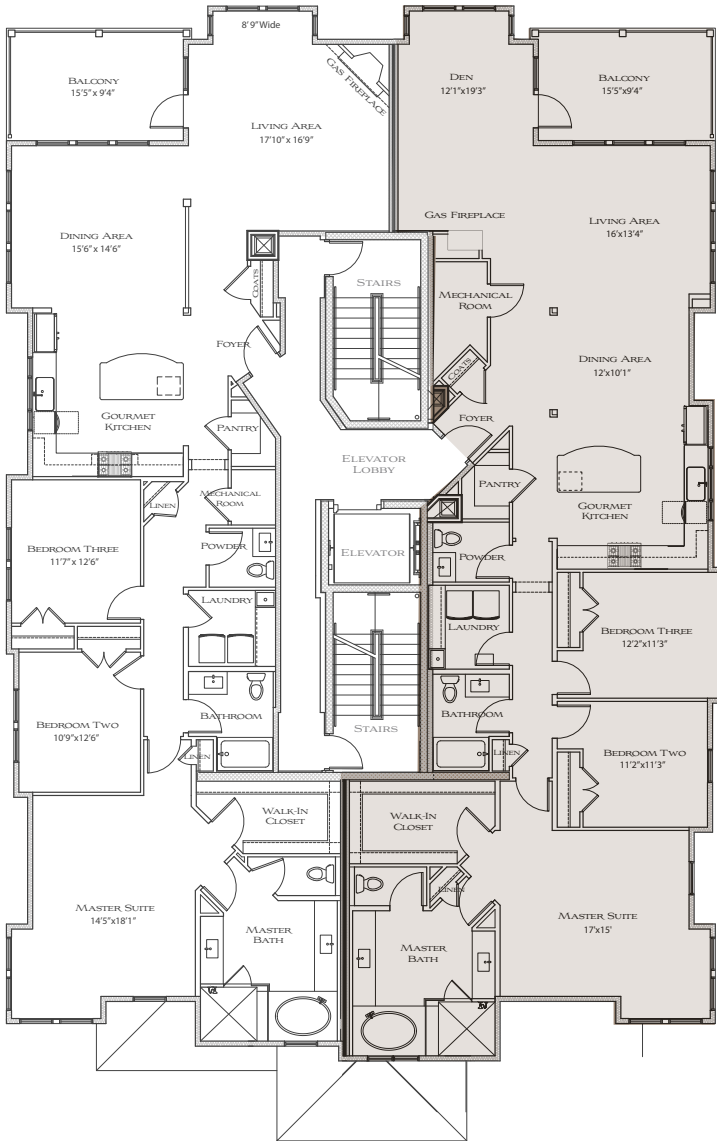 8' 9" Wide
Balcony
15'5" x 9'4"
Gas Fireplace
Living Area
17'10" x 16'9"
Den
12'1"x19'3"
Balcony
15'5"x9'4"
Dining Area
15'6" x 14'6"
Coats
Stairs
Gas Fireplace
Living Area
16'x13'4"
Mechanical
Room
Foyer
Coats
Dining Area
12'x10'1"
Gourmet
Kitchen
Pantry
Elevator
Lobby
Foyer
Pantry
Gourmet
Kitchen
Linen
Mechanical
Room
Bedroom Three
11'7" x 12'6"
Powder
Elevator
Powder
Laundry
Laundry
Bedroom Three
12'2"x11'3"
Bedroom Two
10'9"x12'6"
Bathroom
Stairs
Bathroom
Linen
Linen
Bedroom Two
11'2"x11'3"
Walk-In
Closet
Walk-In
Closet
Linen
Master Suite
14'5"x18'1"
Master
Bath
Master
Bath
Master Suite
17'x15'